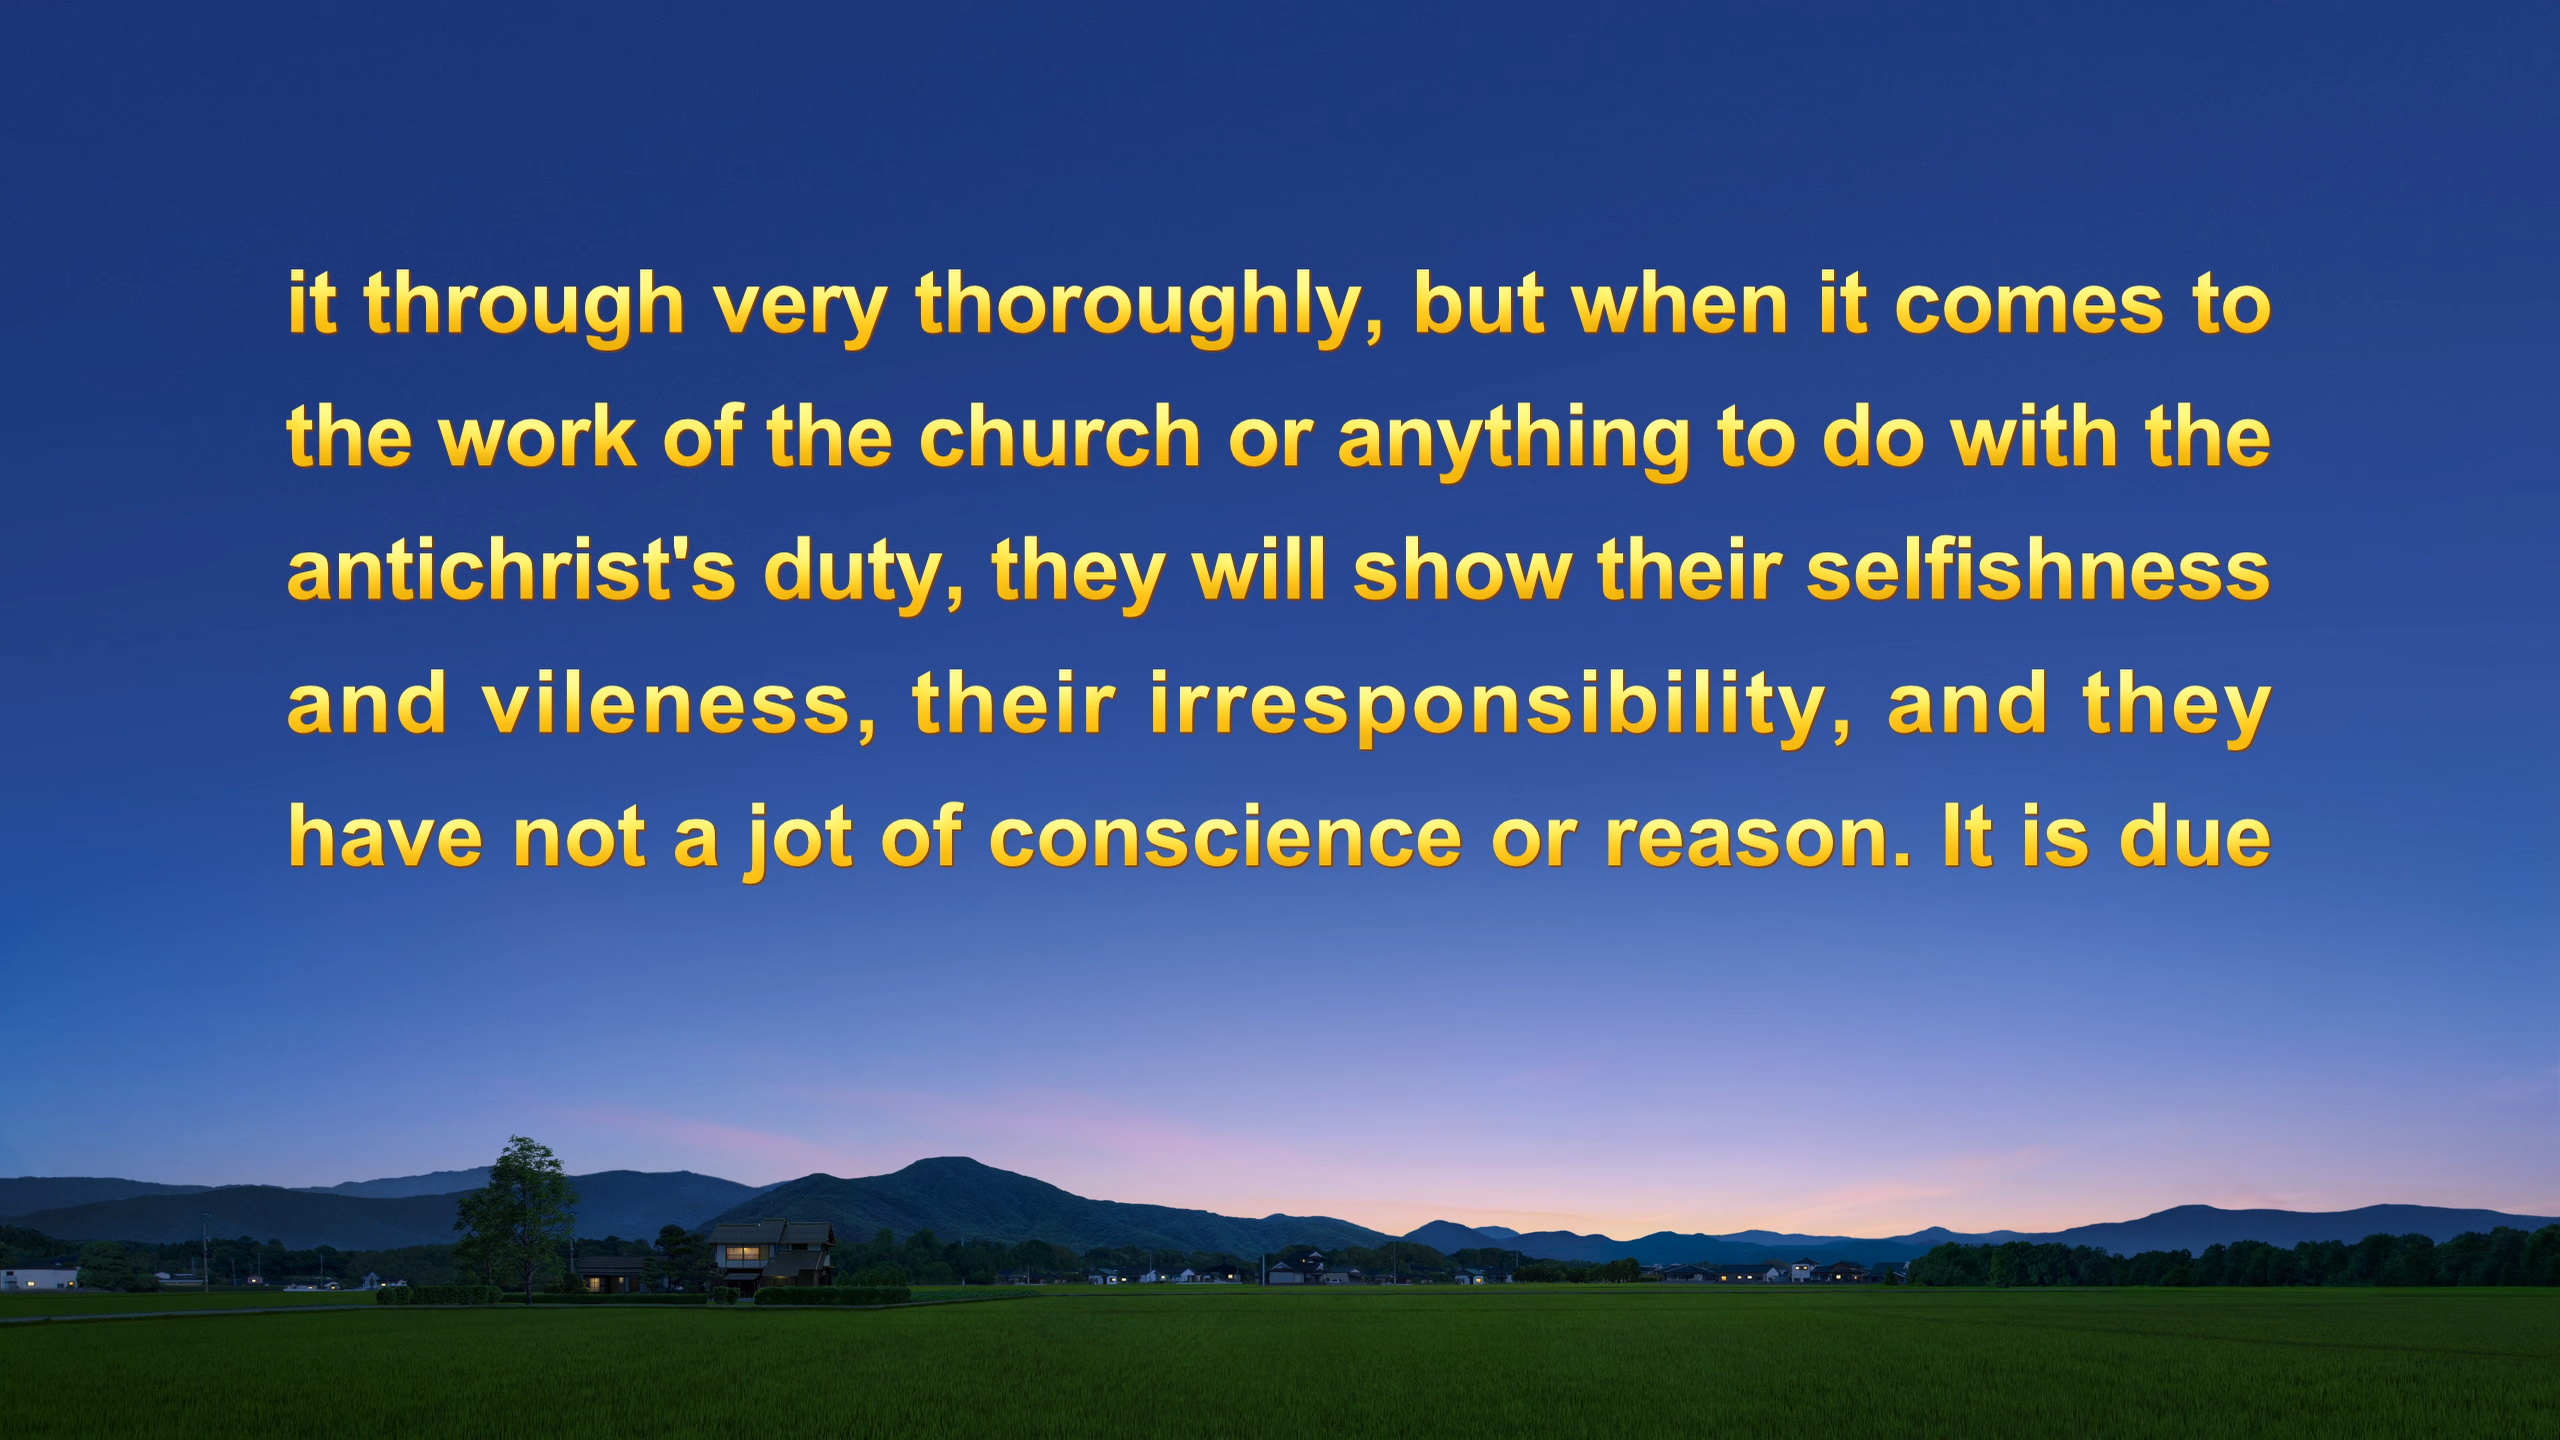 it through very thoroughly, but when it comes to
the work of the church or anything to do with the
antichrist's duty, they will show their selfishness
and vileness, their irresponsibility, and they
have not a jot of conscience or reason. It is due